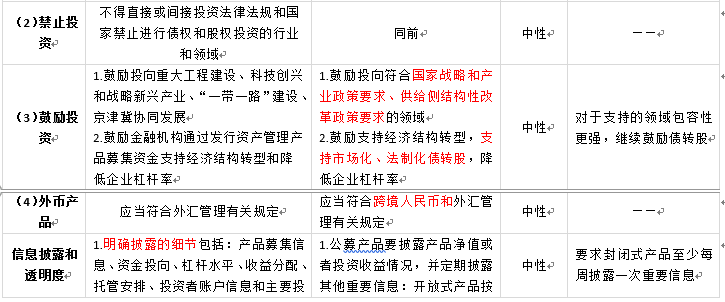 (2)禁止投
资
不得直接或间接投资法律法规和国
家禁止进行债权和股权投资的行业
和领域
同前
中性
——
(3)鼓励投
资
1.鼓励投向重大工程建设、科技创兴
和战略新兴产业、“一带一路”建设、
京津冀协同发展
2.鼓励金融机构通过发行资产管理产
品募集资金支持经济结构转型和降
低企业杠杆率
1.鼓励投向符合国家战略和产
业政策要求、供给侧结构性改
革政策要求的领域
2.鼓励支持经济结构转型，支
持市场化、法制化债转股，降
低企业杠杆率
中性
对于支持的领域包容性
更强，继续鼓励债转股
(4)外币产
品
应当符合外汇管理有关规定
应当符合跨境人民币和外汇管
理有关规定
中性
——
信息披露和
透明度
1.明确披露的细节包括：产品募集信
息、资金投向、杠杆水平、收益分配、
托管安排、投资者账户信息和主要投
1.公募产品要披露产品净值或
者投资收益情况，并定期披露
其他重要信息：开放式产品按
中性
要求封闭式产品至少每
周披露一次重要信息